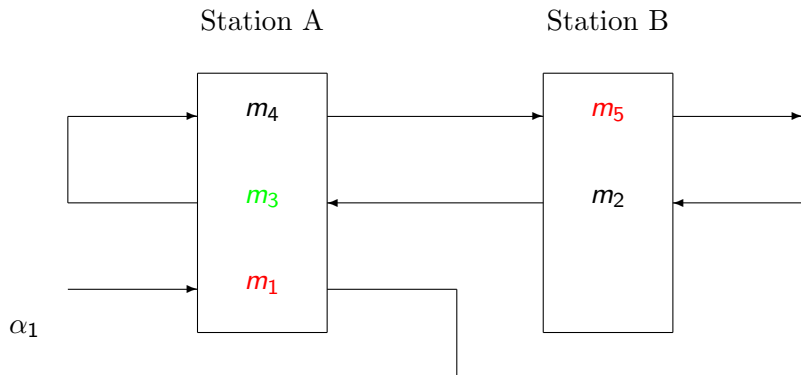 Station A Station B
m₄ m₅
m₃ m₂
m₁
α₁